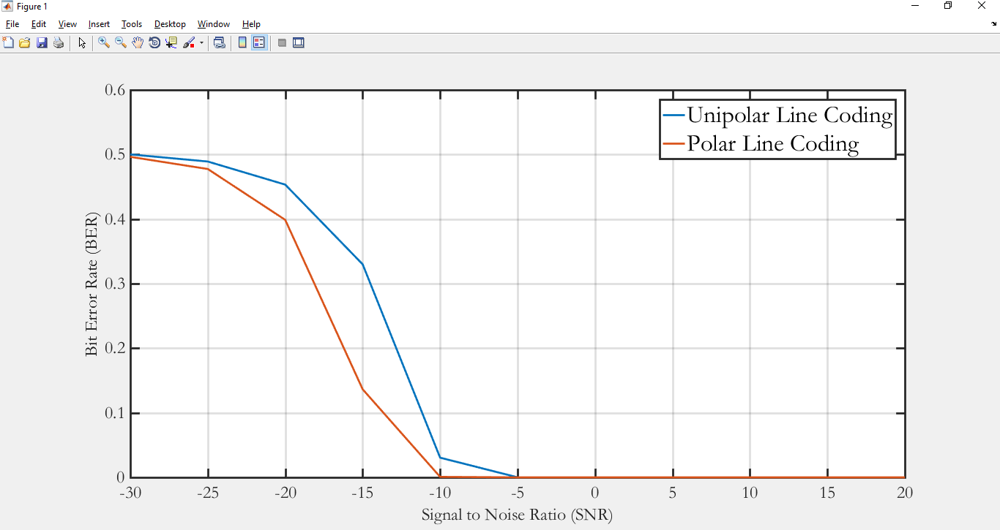 Figure 1
File Edit View Insert Tools Desktop Window Help
Unipolar Line Coding
Polar Line Coding
0.6
0.5
0.4
0.3
0.2
0.1
0
Bit Error Rate (BER)
-30 -25 -20 -15 -10 -5 0 5 10 15 20
Signal to Noise Ratio (SNR)